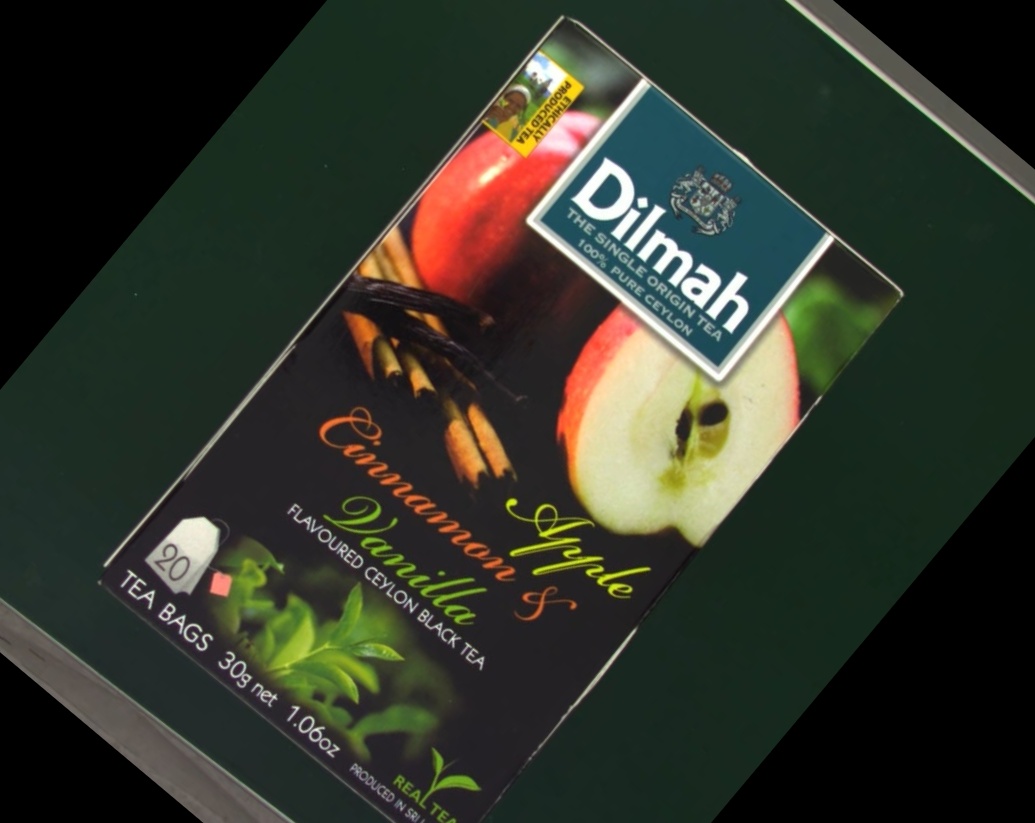 ETHICALLY
PRODUCED TEA
Dilmah
THE SINGLE ORIGIN TEA
100% PURE CEYLON
Apple
Cinnamon &
Vanilla
FLAVOURED CEYLON BLACK TEA
20
TEA BAGS 30g net 1.06oz
REAL TEA
PRODUCED IN SRI